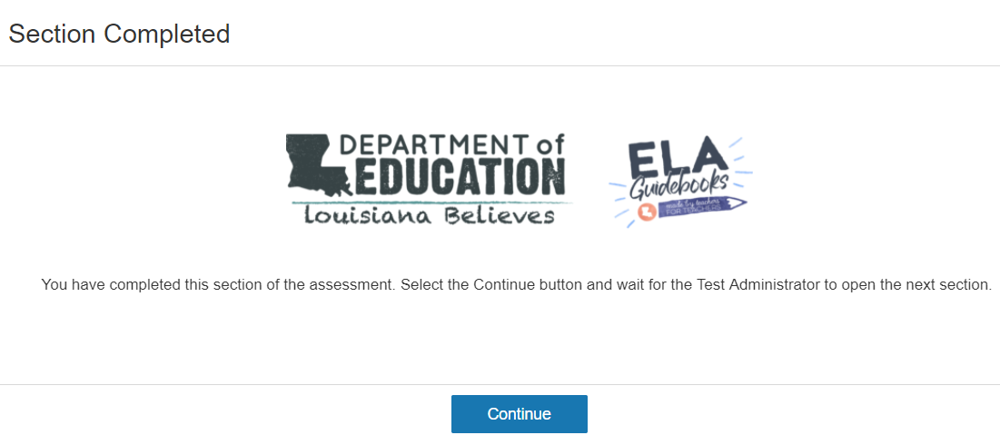 Section Completed
DEPARTMENT of
EDUCATION
Louisiana Believes
ELA
Guidebooks
made by teachers
FOR TEACHERS
You have completed this section of the assessment. Select the Continue button and wait for the Test Administrator to open the next section.
Continue